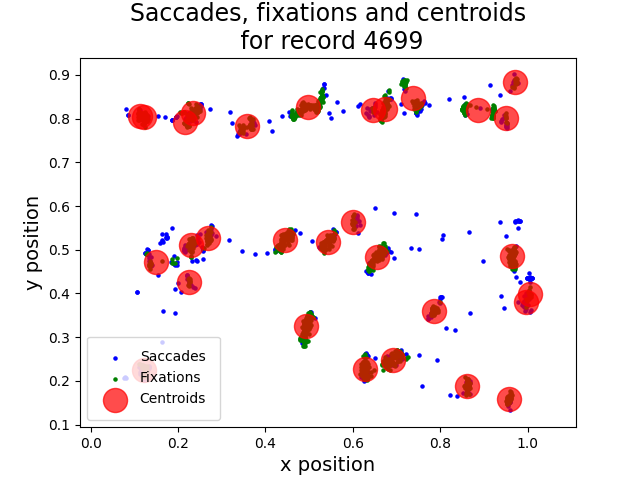 Saccades, fixations and centroids
for record 4699
0.9
0.8
0.7
0.6
0.5
0.4
0.3
0.2
0.1
y position
Saccades
Fixations
Centroids
0.0 0.2 0.4 0.6 0.8 1.0
x position